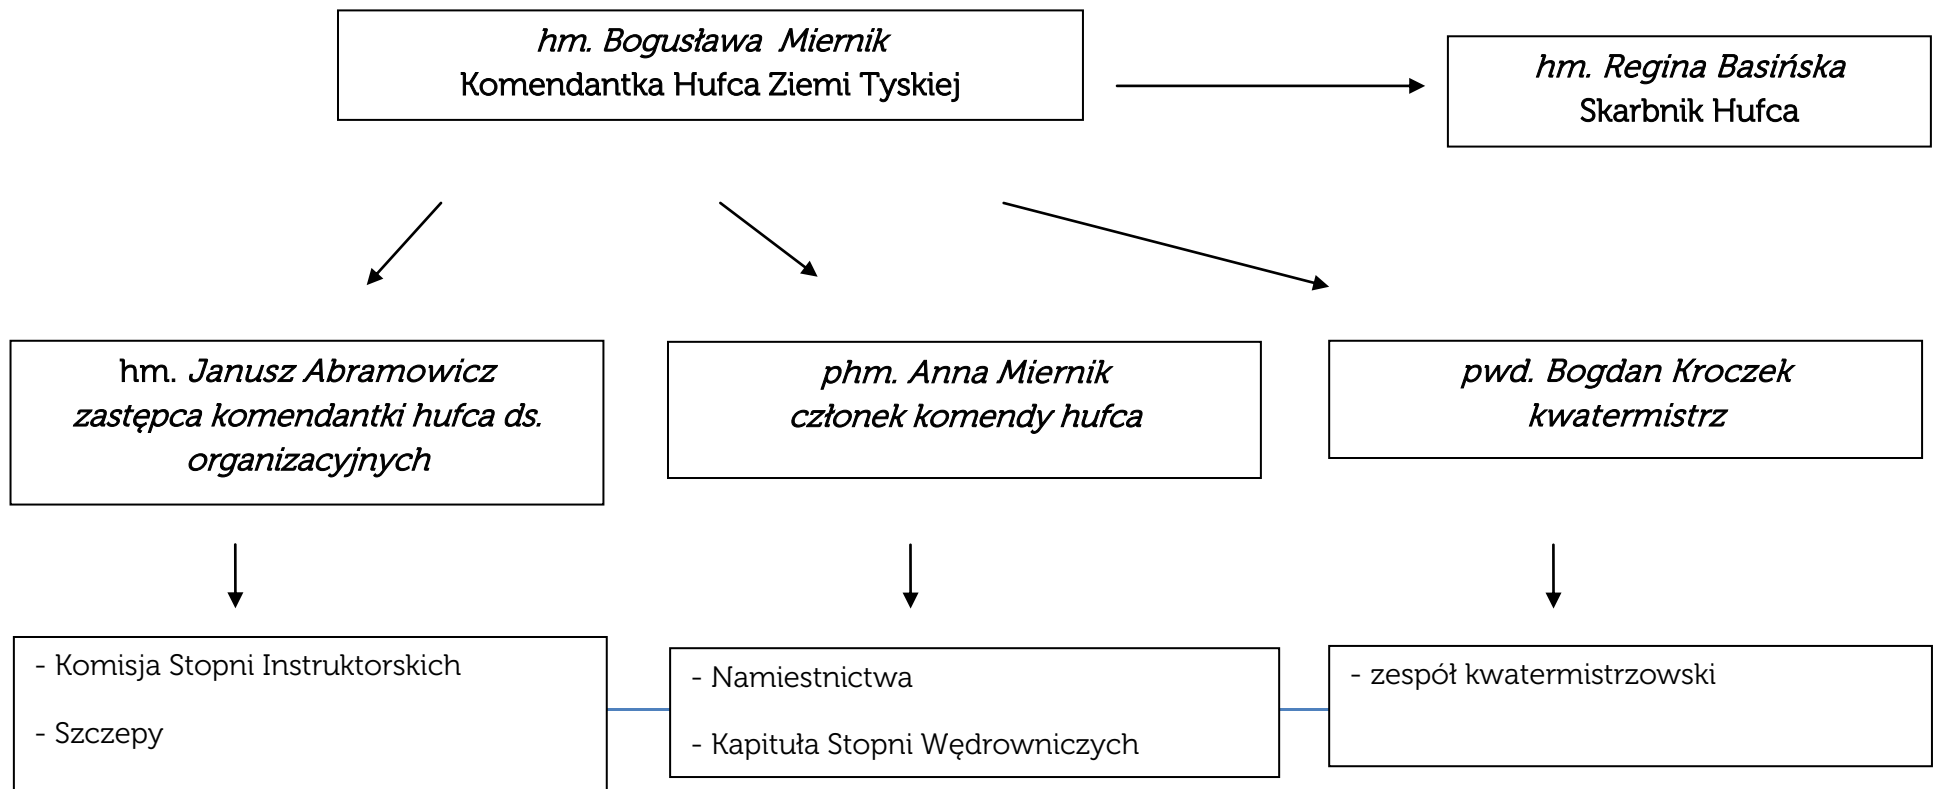 hm. Bogusława Miernik
Komendantka Hufca Ziemi Tyskiej
hm. Regina Basińska
Skarbnik Hufca
hm. Janusz Abramowicz
zastępca komendantki hufca ds.
organizacyjnych
phm. Anna Miernik
członek komendy hufca
pwd. Bogdan Kroczek
kwatermistrz
- Komisja Stopni Instruktorskich
- Szczepy
- Namiestnictwa
- Kapituła Stopni Wędrowniczych
- zespół kwatermistrzowski